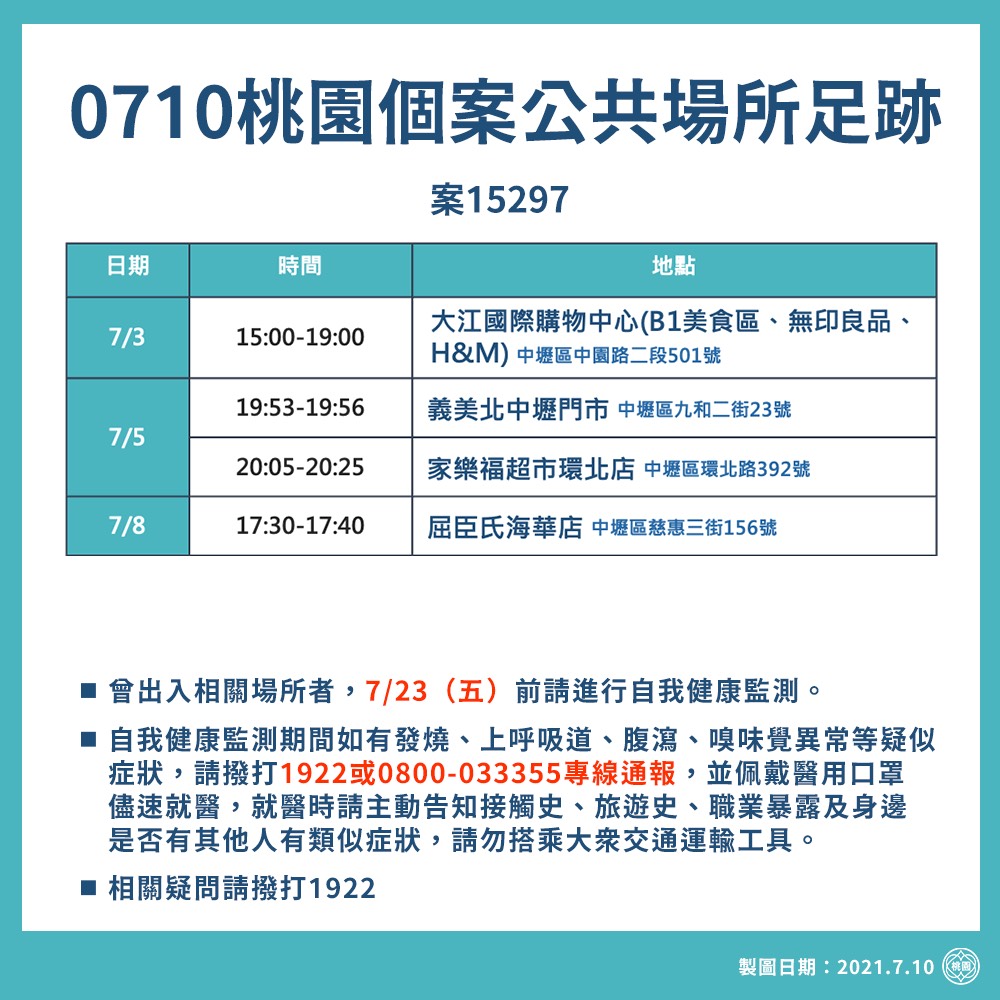 0710桃園個案公共場所足跡
案15297
日期 時間 地點
7/3 15:00-19:00 大江國際購物中心(B1美食區、無印良品、
H&M) 中壢區中園路二段501號
7/5 19:53-19:56 義美北中壢門市 中壢區九和二街23號
20:05-20:25 家樂福超市環北店 中壢區環北路392號
7/8 17:30-17:40 屈臣氏海華店 中壢區慈惠三街156號
■ 曾出入相關場所者，7/23（五）前請進行自我健康監測。
■ 自我健康監測期間如有發燒、上呼吸道、腹瀉、嗅味覺異常等疑似
症狀，請撥打1922或0800-033355專線通報，並佩戴醫用口罩
儘速就醫，就醫時請主動告知接觸史、旅遊史、職業暴露及身邊
是否有其他人有類似症狀，請勿搭乘大眾交通運輸工具。
■ 相關疑問請撥打1922
製圖日期：2021.7.10 桃園